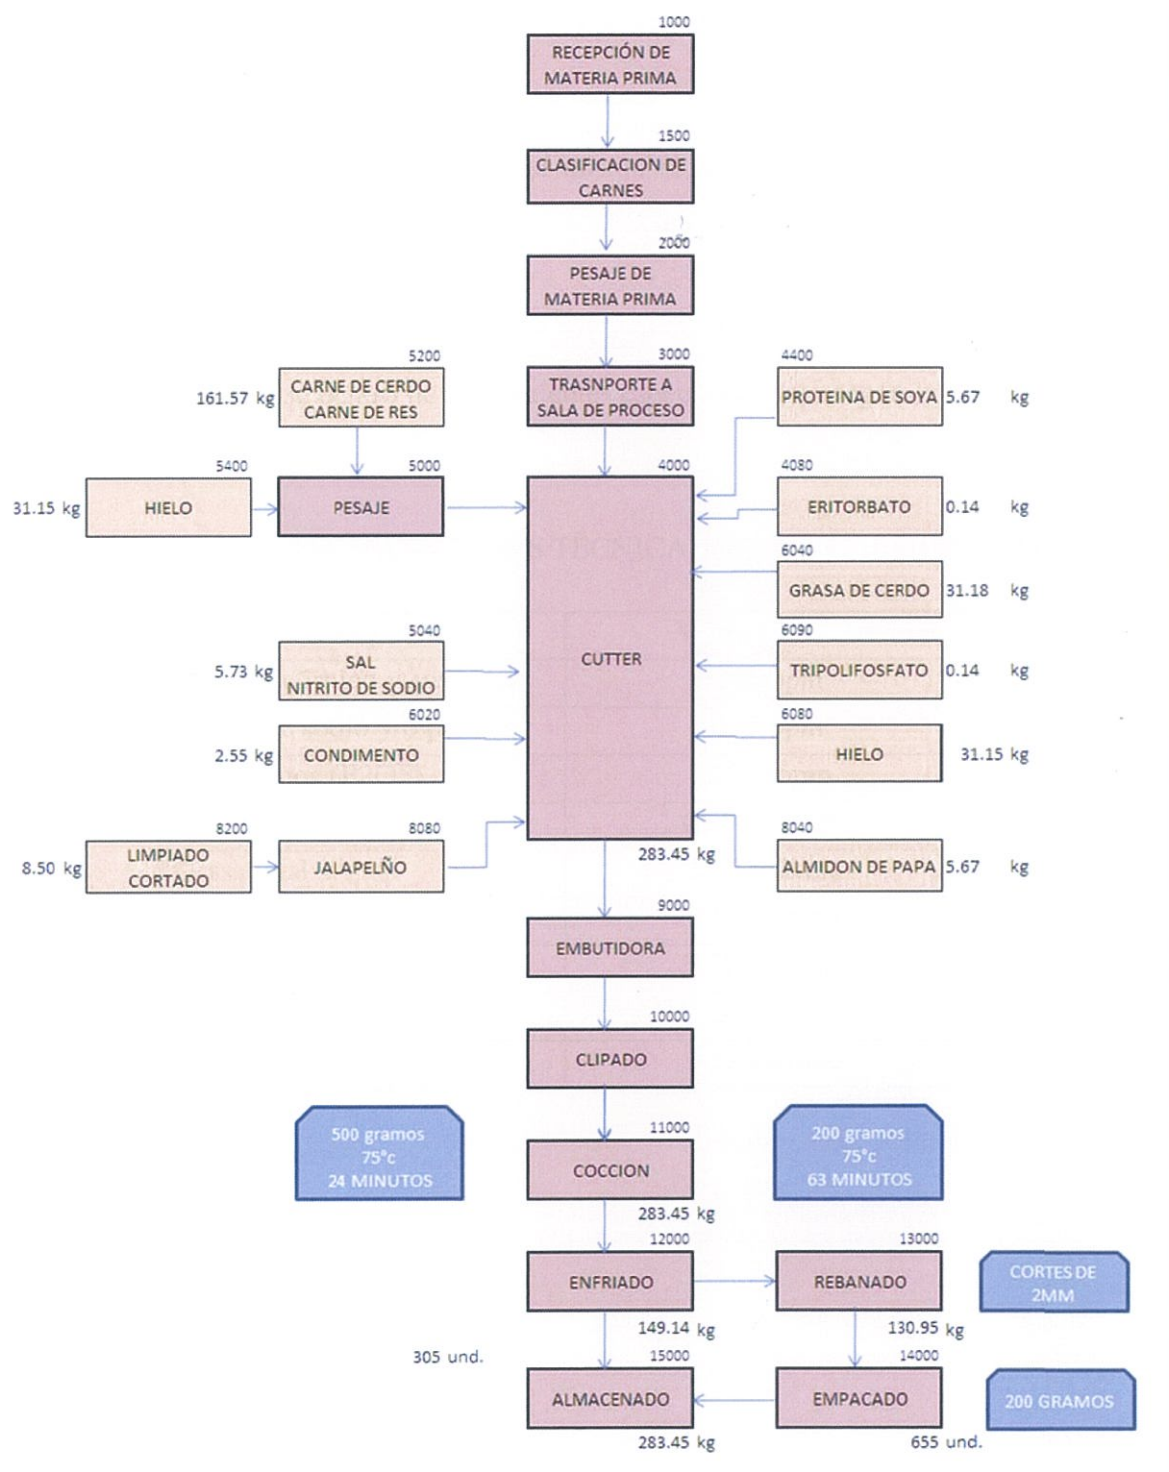 1000
RECEPCIÓN DE
MATERIA PRIMA
1500
CLASIFICACION DE
CARNES
2000
PESAJE DE
MATERIA PRIMA
3000
TRASNPORTE A
SALA DE PROCESO
5200
161.57 kg
CARNE DE CERDO
CARNE DE RES
4400
PROTEINA DE SOYA
5.67 kg
5400
31.15 kg
HIELO
5000
PESAJE
4000
CUTTER
4080
ERITORBATO
0.14 kg
6040
GRASA DE CERDO
31.18 kg
5040
5.73 kg
SAL
NITRITO DE SODIO
6090
TRIPOLIFOSFATO
0.14 kg
6020
2.55 kg
CONDIMENTO
6080
HIELO
31.15 kg
8200
8.50 kg
LIMPIADO
CORTADO
8080
JALAPELÑO
8040
ALMIDON DE PAPA
5.67 kg
283.45 kg
9000
EMBUTIDORA
10000
CLIPADO
500 gramos
75°c
24 MINUTOS
11000
COCCION
200 gramos
75°c
63 MINUTOS
283.45 kg
12000
ENFRIADO
13000
REBANADO
CORTES DE
2MM
149.14 kg
130.95 kg
305 und.
15000
ALMACENADO
14000
EMPACADO
200 GRAMOS
283.45 kg
655 und.